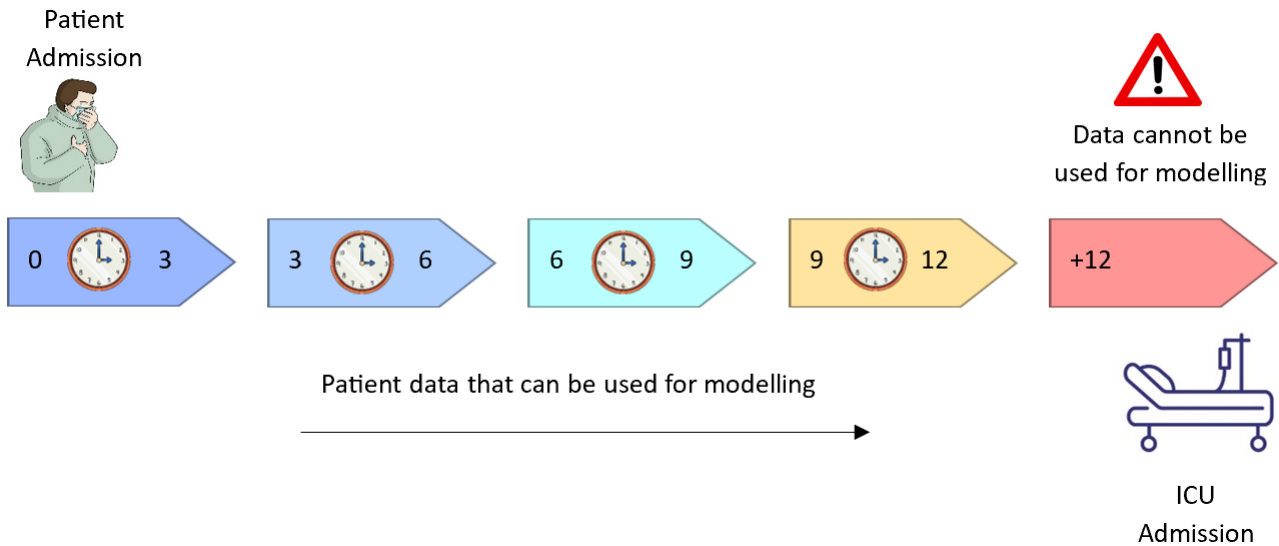 Patient
Admission
Data cannot be
used for modelling
0 3
3 6
6 9
9 12
+12
Patient data that can be used for modelling
ICU
Admission